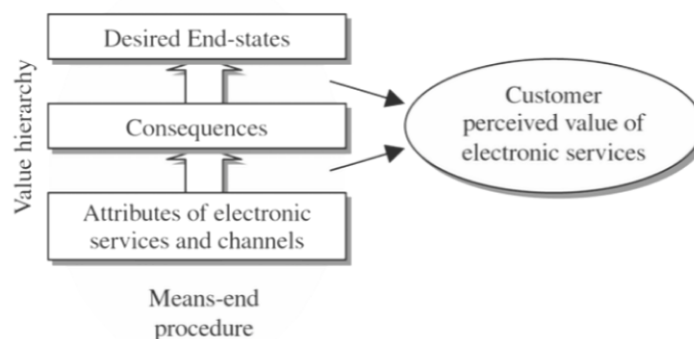 Desired End-states
Value hierarchy
Consequences
Customer
perceived value of
electronic services
Attributes of electronic
services and channels
Means-end
procedure